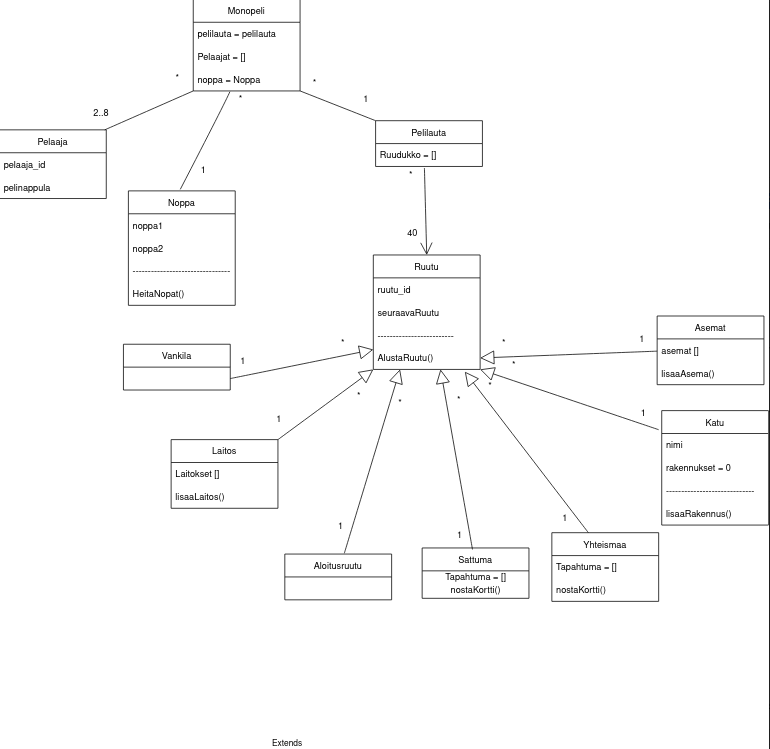 Monopeli
pelilauta = pelilauta
Pelaajat = []
noppa = Noppa
*
*
*
2..8
1
1
Pelaaja
pelaaja_id
pelinappula
Pelilauta
Ruudukko = []
*
40
Noppa
noppa1
noppa2
--------------------------------
HeitaNopat()
Ruutu
ruutu_id
seuraavaRuutu
-------------------------
AlustaRuutu()
Vankila
1
*
*
1
*
Asemat
asemat []
lisaaAsema()
*
1
Katu
nimi
rakennukset = 0
-----------------------------
lisaaRakennus()
Laitos
Laitokset []
lisaaLaitos()
1
*
*
*
1
1
1
Aloitusruutu
Sattuma
Tapahtuma = []
nostaKortti()
Yhteismaa
Tapahtuma = []
nostaKortti()
Extends